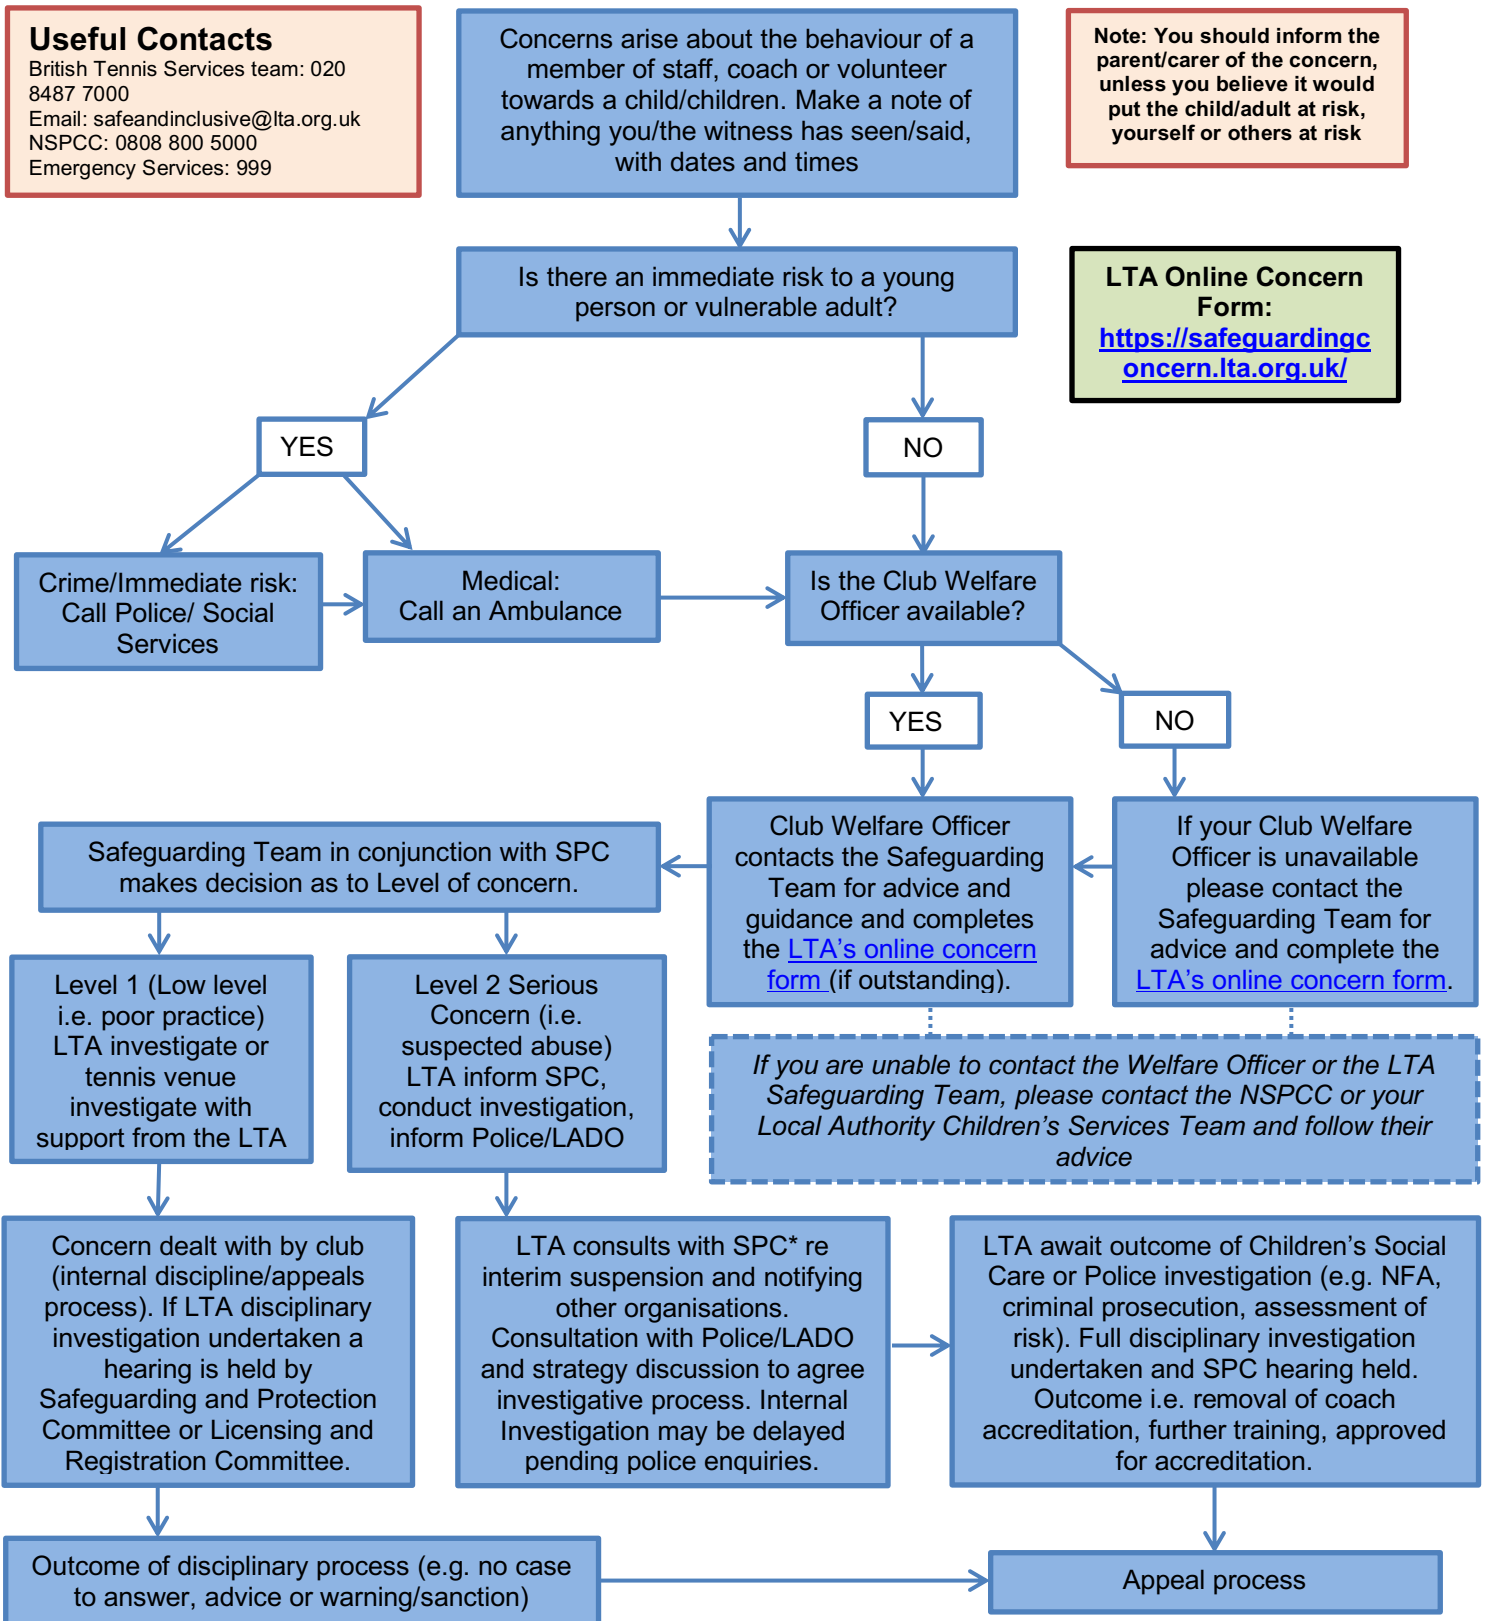 Useful Contacts
British Tennis Services team: 020
8487 7000
Email: safeandinclusive@lta.org.uk
NSPCC: 0808 800 5000
Emergency Services: 999
Concerns arise about the behaviour of a
member of staff, coach or volunteer
towards a child/children. Make a note of
anything you/the witness has seen/said,
with dates and times
Note: You should inform the
parent/carer of the concern,
unless you believe it would
put the child/adult at risk,
yourself or others at risk
Is there an immediate risk to a young
person or vulnerable adult?
LTA Online Concern
Form:
https://safeguardingc
oncern.lta.org.uk/
YES
NO
Crime/Immediate risk:
Call Police/ Social
Services
Medical:
Call an Ambulance
Is the Club Welfare
Officer available?
YES
NO
Safeguarding Team in conjunction with SPC
makes decision as to Level of concern.
Club Welfare Officer
contacts the Safeguarding
Team for advice and
guidance and completes
the LTA's online concern
form (if outstanding).
If your Club Welfare
Officer is unavailable
please contact the
Safeguarding Team for
advice and complete the
LTA's online concern form.
Level 1 (Low level
i.e. poor practice)
LTA investigate or
tennis venue
investigate with
support from the LTA
Level 2 Serious
Concern (i.e.
suspected abuse)
LTA inform SPC,
conduct investigation,
inform Police/LADO
If you are unable to contact the Welfare Officer or the LTA
Safeguarding Team, please contact the NSPCC or your
Local Authority Children's Services Team and follow their
advice
Concern dealt with by club
(internal discipline/appeals
process). If LTA disciplinary
investigation undertaken a
hearing is held by
Safeguarding and Protection
Committee or Licensing and
Registration Committee.
LTA consults with SPC* re
interim suspension and notifying
other organisations.
Consultation with Police/LADO
and strategy discussion to agree
investigative process. Internal
Investigation may be delayed
pending police enquiries.
LTA await outcome of Children's Social
Care or Police investigation (e.g. NFA,
criminal prosecution, assessment of
risk). Full disciplinary investigation
undertaken and SPC hearing held.
Outcome i.e. removal of coach
accreditation, further training, approved
for accreditation.
Outcome of disciplinary process (e.g. no case
to answer, advice or warning/sanction)
Appeal process